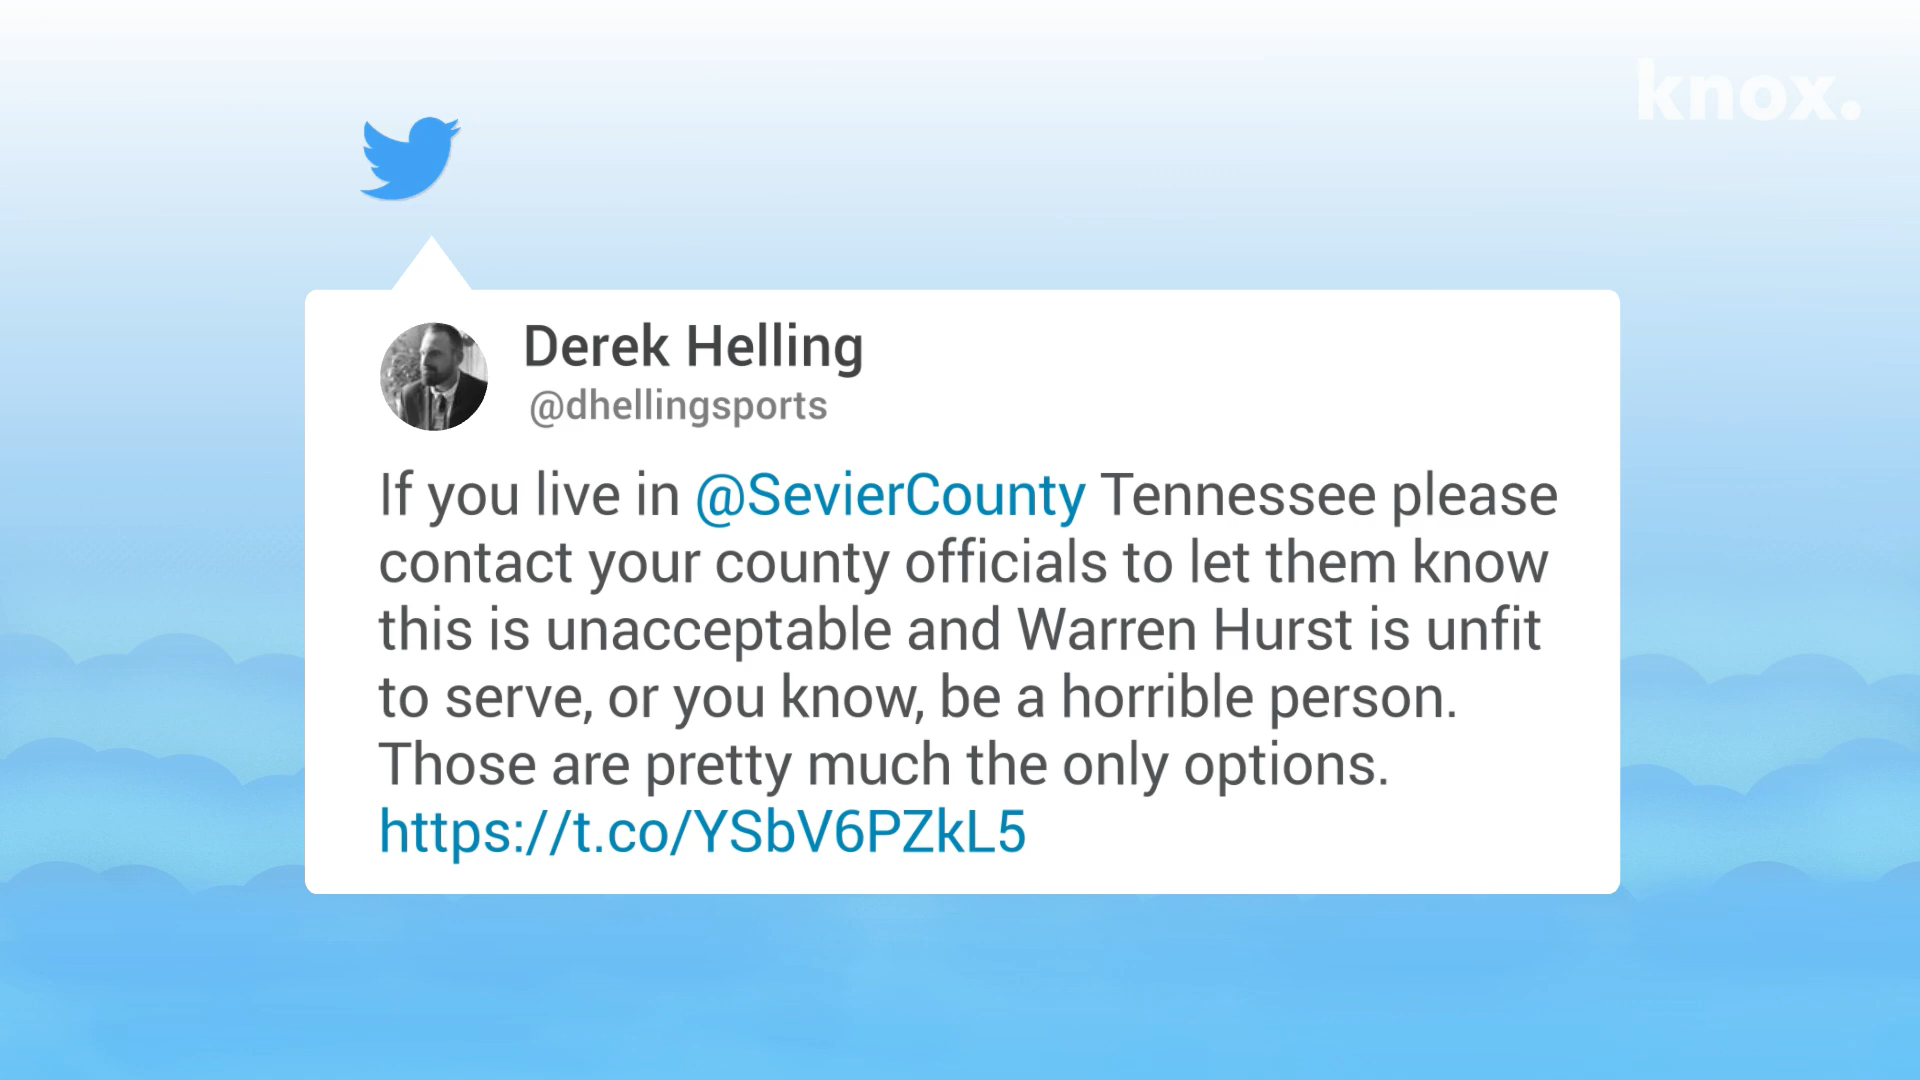 knox.
Derek Helling
@dhellingsports
If you live in @SevierCounty Tennessee please
contact your county officials to let them know
this is unacceptable and Warren Hurst is unfit
to serve, or you know, be a horrible person.
Those are pretty much the only options.
https://t.co/YSbV6PZkL5